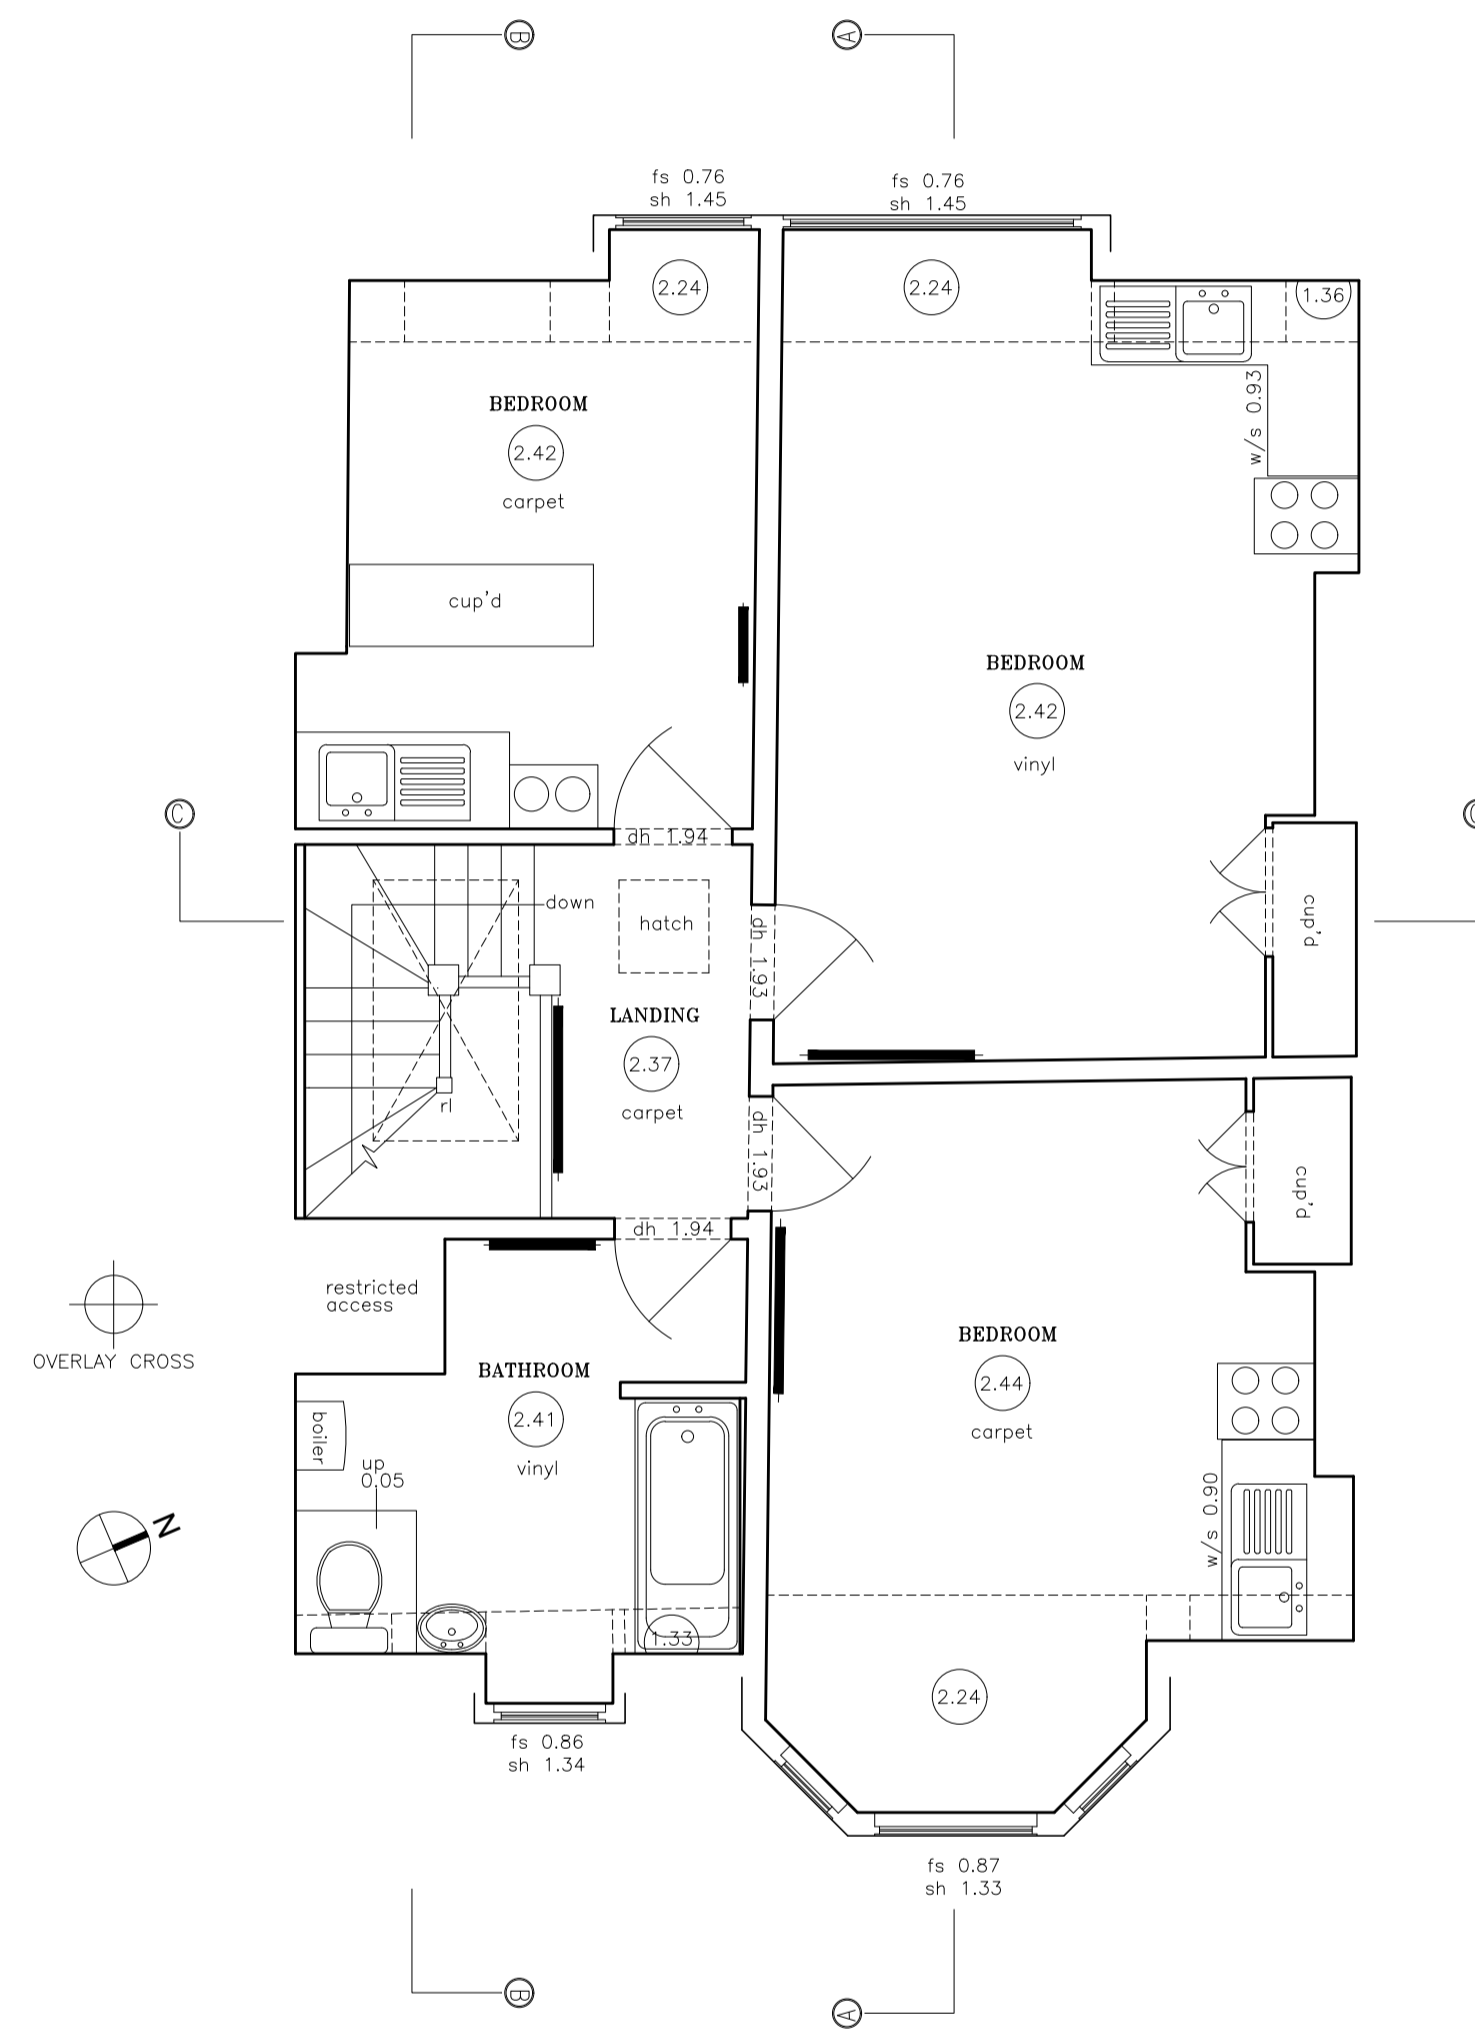 B
A
fs 0.76
sh 1.45
fs 0.76
sh 1.45
2.24
2.24
1.36
BEDROOM
2.42
carpet
w/s 0.93
cup'd
BEDROOM
2.42
vinyl
C
C
dh 1.94
down
hatch
dh 1.93
cup'd
LANDING
2.37
carpet
rl
dh 1.93
cup'd
dh 1.94
restricted
access
OVERLAY CROSS
BATHROOM
2.41
vinyl
BEDROOM
2.44
carpet
boiler
up
0.05
w/s 0.90
N
1.33
2.24
fs 0.86
sh 1.34
fs 0.87
sh 1.33
B
A